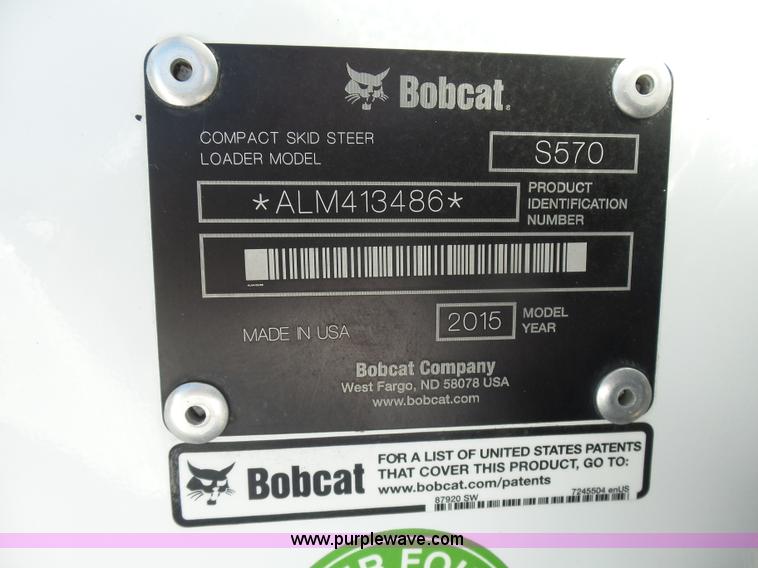 Bobcat®
COMPACT SKID STEER
LOADER MODEL
S570
*ALM413486*
PRODUCT
IDENTIFICATION
NUMBER
MADE IN USA
2015
MODEL
YEAR
Bobcat Company
West Fargo, ND 58078 USA
www.bobcat.com
Bobcat
FOR A LIST OF UNITED STATES PATENTS
THAT COVER THIS PRODUCT, GO TO:
www.bobcat.com/patents
87920 SW
7245504 enUS
www.purplewave.com